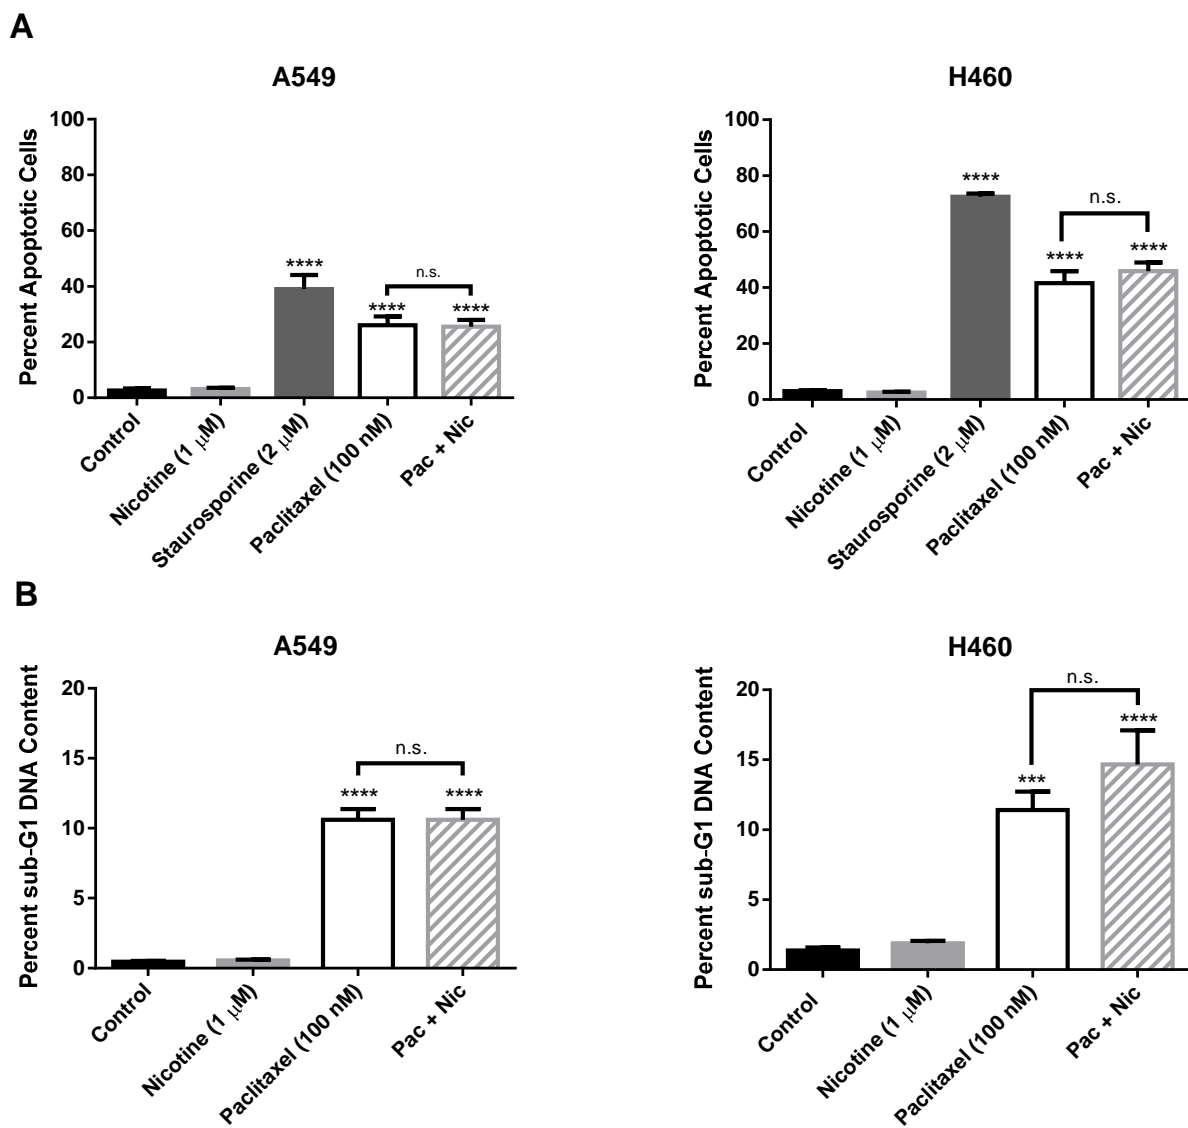 A
A549
Percent Apoptotic Cells
100
80
60
40
20
0
****
****
n.s.
****
Control
Nicotine (1 μM)
Staurosporine (2 μM)
Paclitaxel (100 nM)
Pac + Nic
H460
Percent Apoptotic Cells
100
80
60
40
20
0
****
****
n.s.
****
Control
Nicotine (1 μM)
Staurosporine (2 μM)
Paclitaxel (100 nM)
Pac + Nic
B
A549
Percent sub-G1 DNA Content
20
15
10
5
0
n.s.
****
****
Control
Nicotine (1 μM)
Paclitaxel (100 nM)
Pac + Nic
H460
Percent sub-G1 DNA Content
20
15
10
5
0
n.s.
***
****
Control
Nicotine (1 μM)
Paclitaxel (100 nM)
Pac + Nic